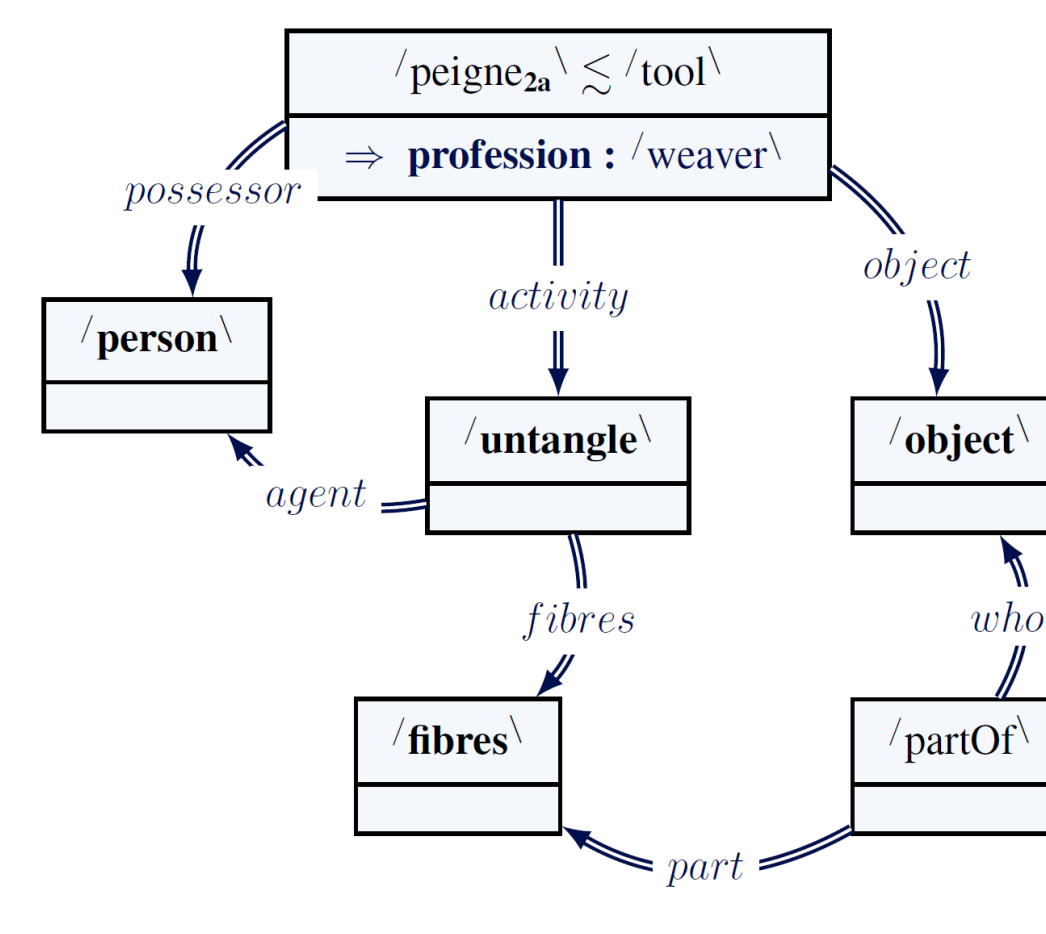 /peigne2a\ ≲ /tool\
⇒ profession : /weaver\
possessor
object
activity
/person\
/untangle\
/object\
agent
fibres
who
/fibres\
/partOf\
part